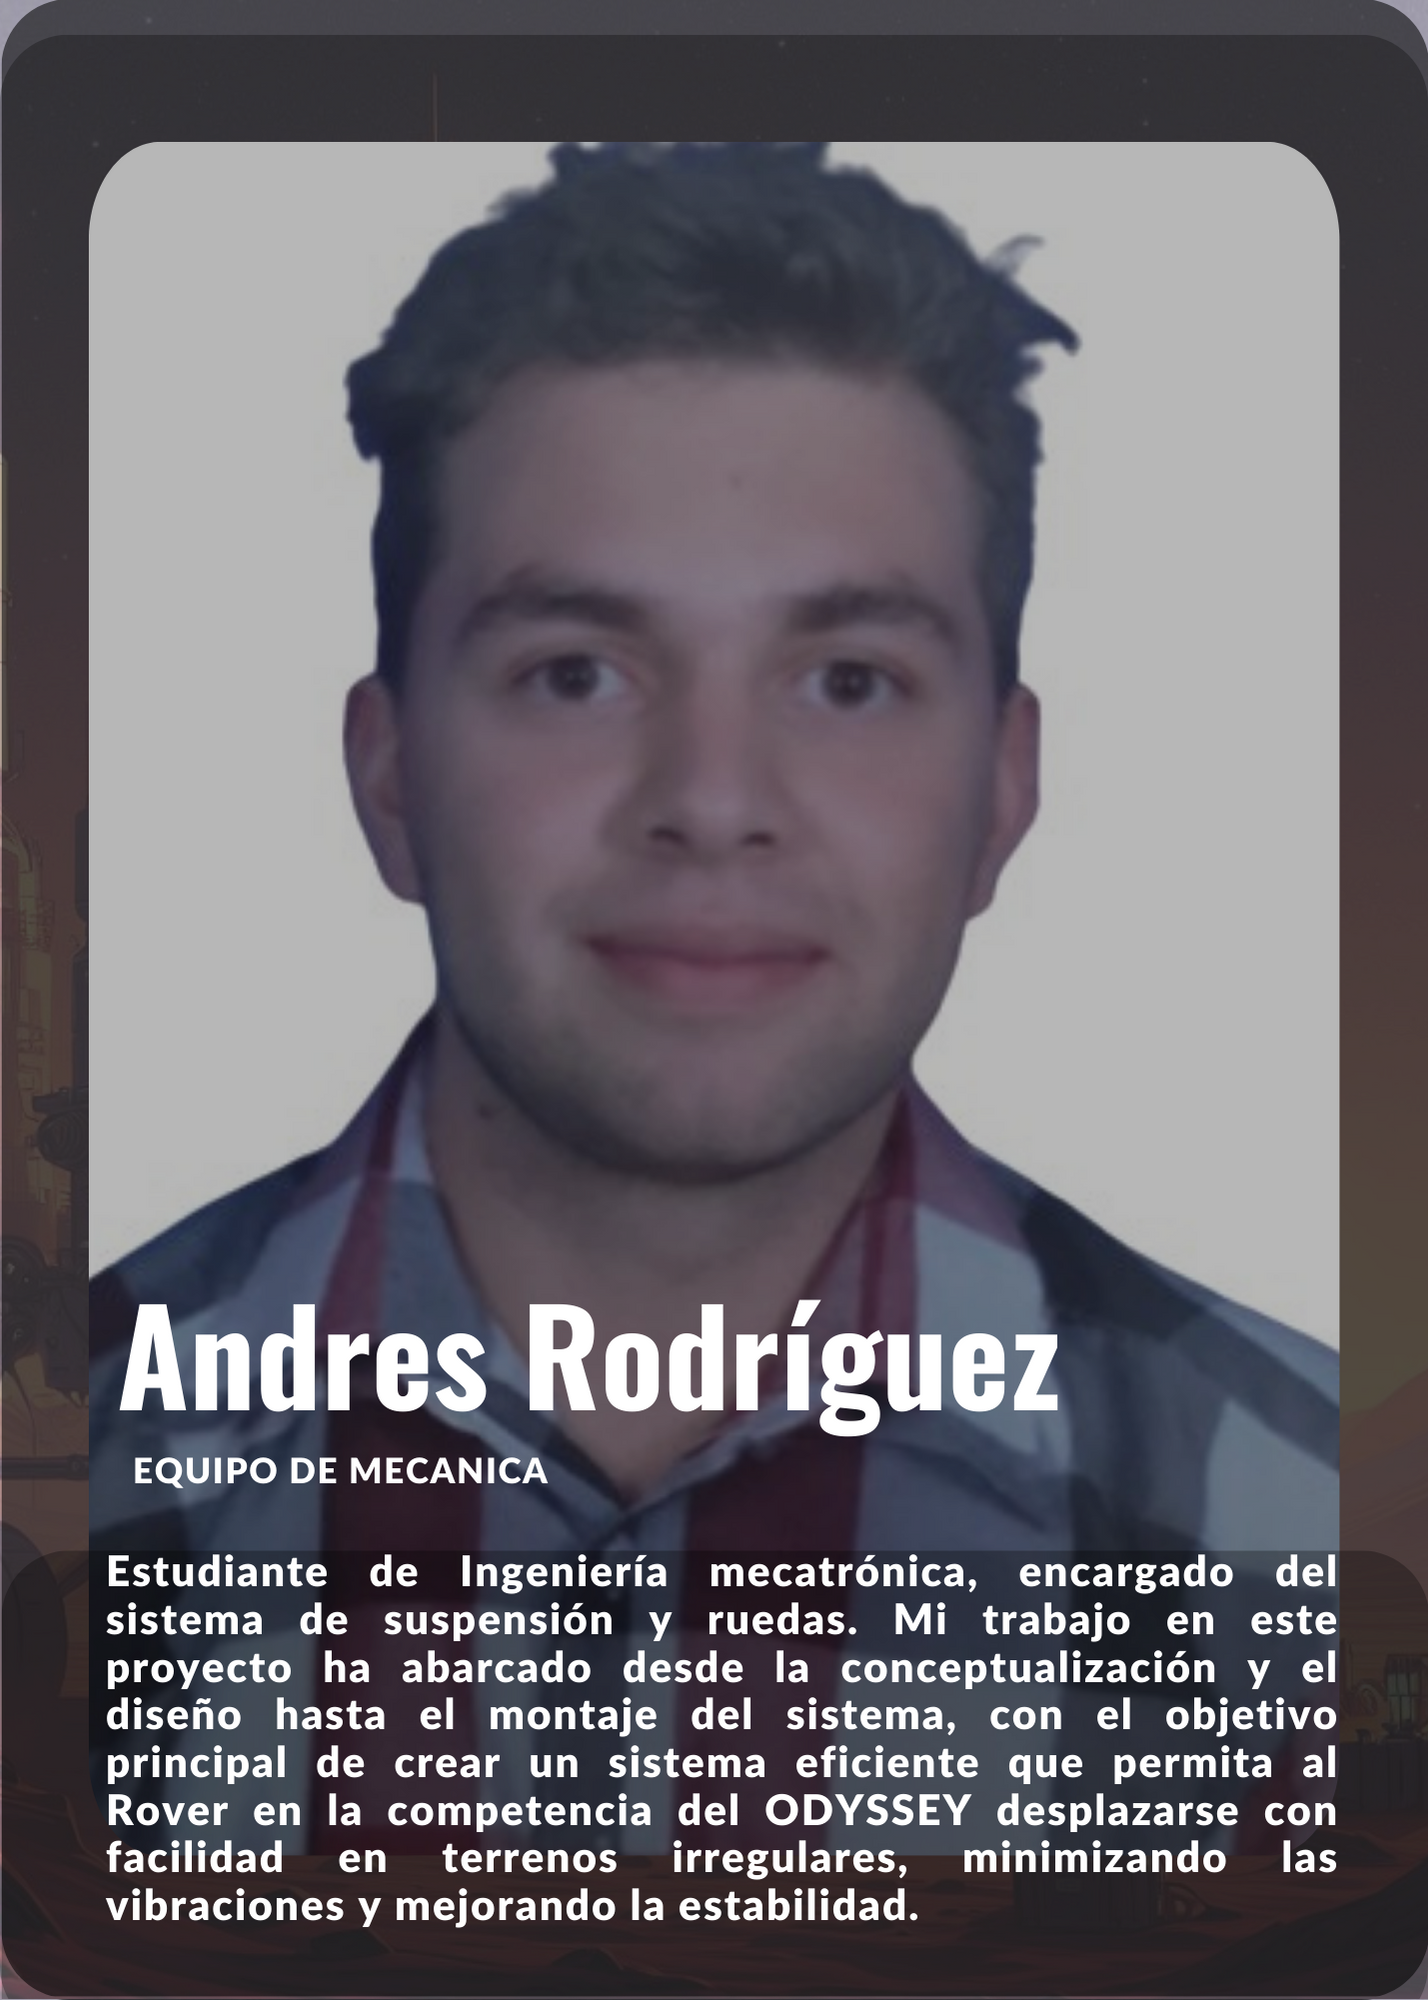 Andres Rodríguez
EQUIPO DE MECANICA
Estudiante de Ingeniería mecatrónica, encargado del
sistema de suspensión y ruedas. Mi trabajo en este
proyecto ha abarcado desde la conceptualización y el
diseño hasta el montaje del sistema, con el objetivo
principal de crear un sistema eficiente que permita al
Rover en la competencia del ODYSSEY desplazarse con
facilidad en terrenos irregulares, minimizando las
vibraciones y mejorando la estabilidad.